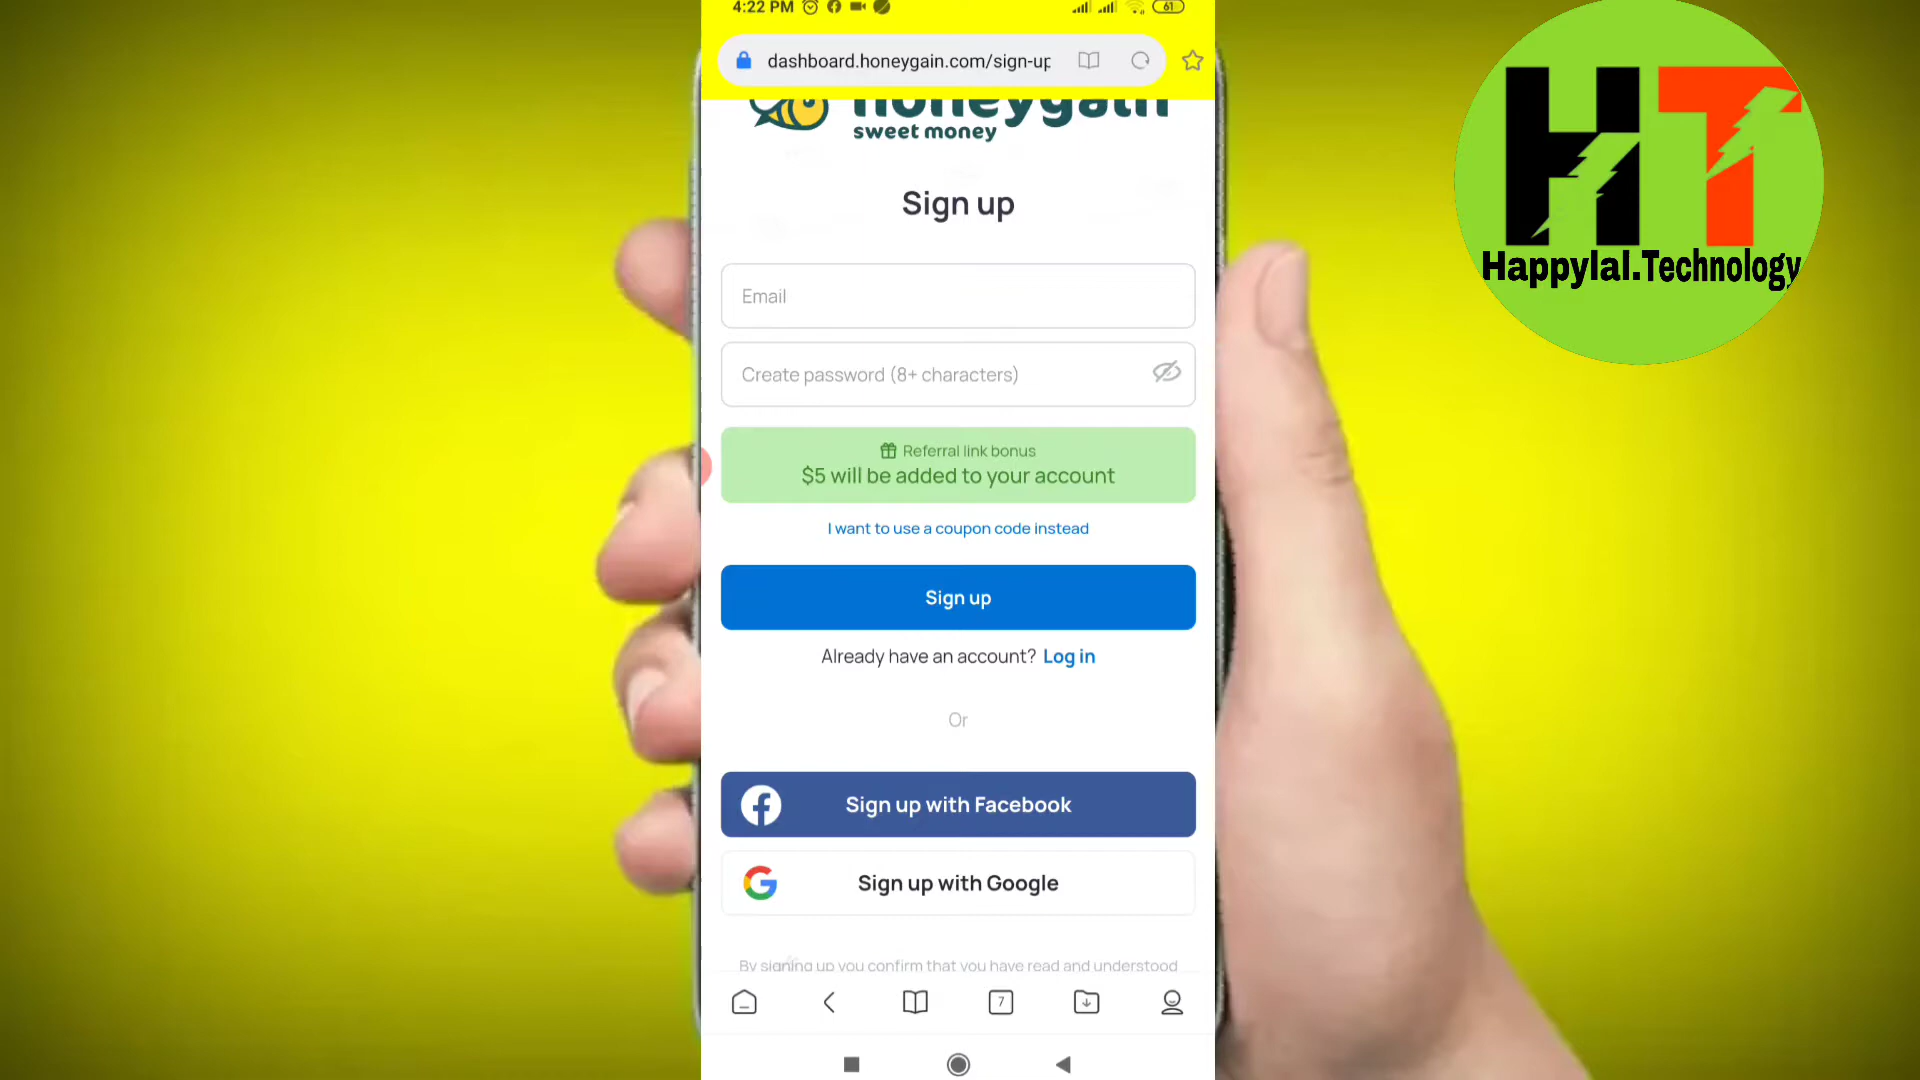 4:22 PM
61
dashboard.honeygain.com/sign-up
honeygain
sweet money
Sign up
Email
Create password (8+ characters)
Referral link bonus
$5 will be added to your account
I want to use a coupon code instead
Sign up
Already have an account? Log in
Or
Sign up with Facebook
G Sign up with Google
By signing up you confirm that you have read and understood
7
HT
Happylal.Technology